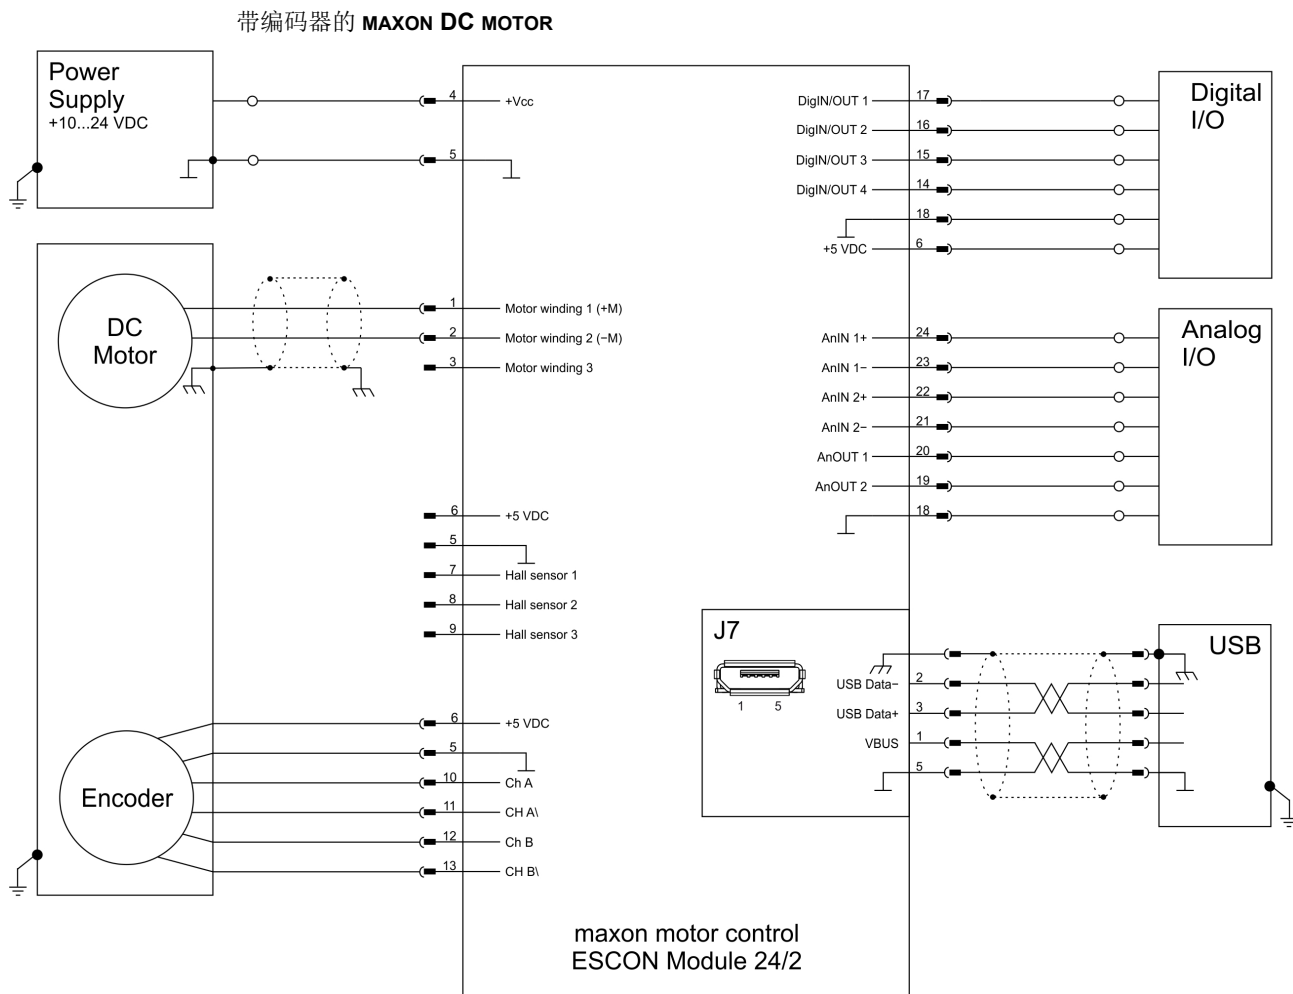 带编码器的 MAXON DC MOTOR
Power
Supply
+10...24 VDC
4 +Vcc
5
DC
Motor
1 Motor winding 1 (+M)
2 Motor winding 2 (−M)
3 Motor winding 3
6 +5 VDC
5
7 Hall sensor 1
8 Hall sensor 2
9 Hall sensor 3
Encoder
6 +5 VDC
5
10 Ch A
11 CH A\
12 Ch B
13 CH B\
DigIN/OUT 1 17
DigIN/OUT 2 16
DigIN/OUT 3 15
DigIN/OUT 4 14
18
+5 VDC 6
Digital
I/O
AnIN 1+ 24
AnIN 1− 23
AnIN 2+ 22
AnIN 2− 21
AnOUT 1 20
AnOUT 2 19
18
Analog
I/O
J7
1 5
USB Data− 2
USB Data+ 3
VBUS 1
5
USB
maxon motor control
ESCON Module 24/2